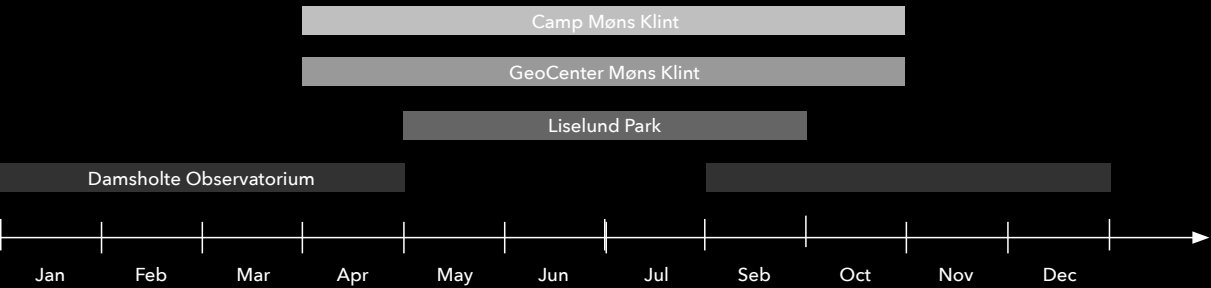 Camp Møns Klint
GeoCenter Møns Klint
Liselund Park
Damsholte Observatorium
Jan Feb Mar Apr May Jun Jul Seb Oct Nov Dec